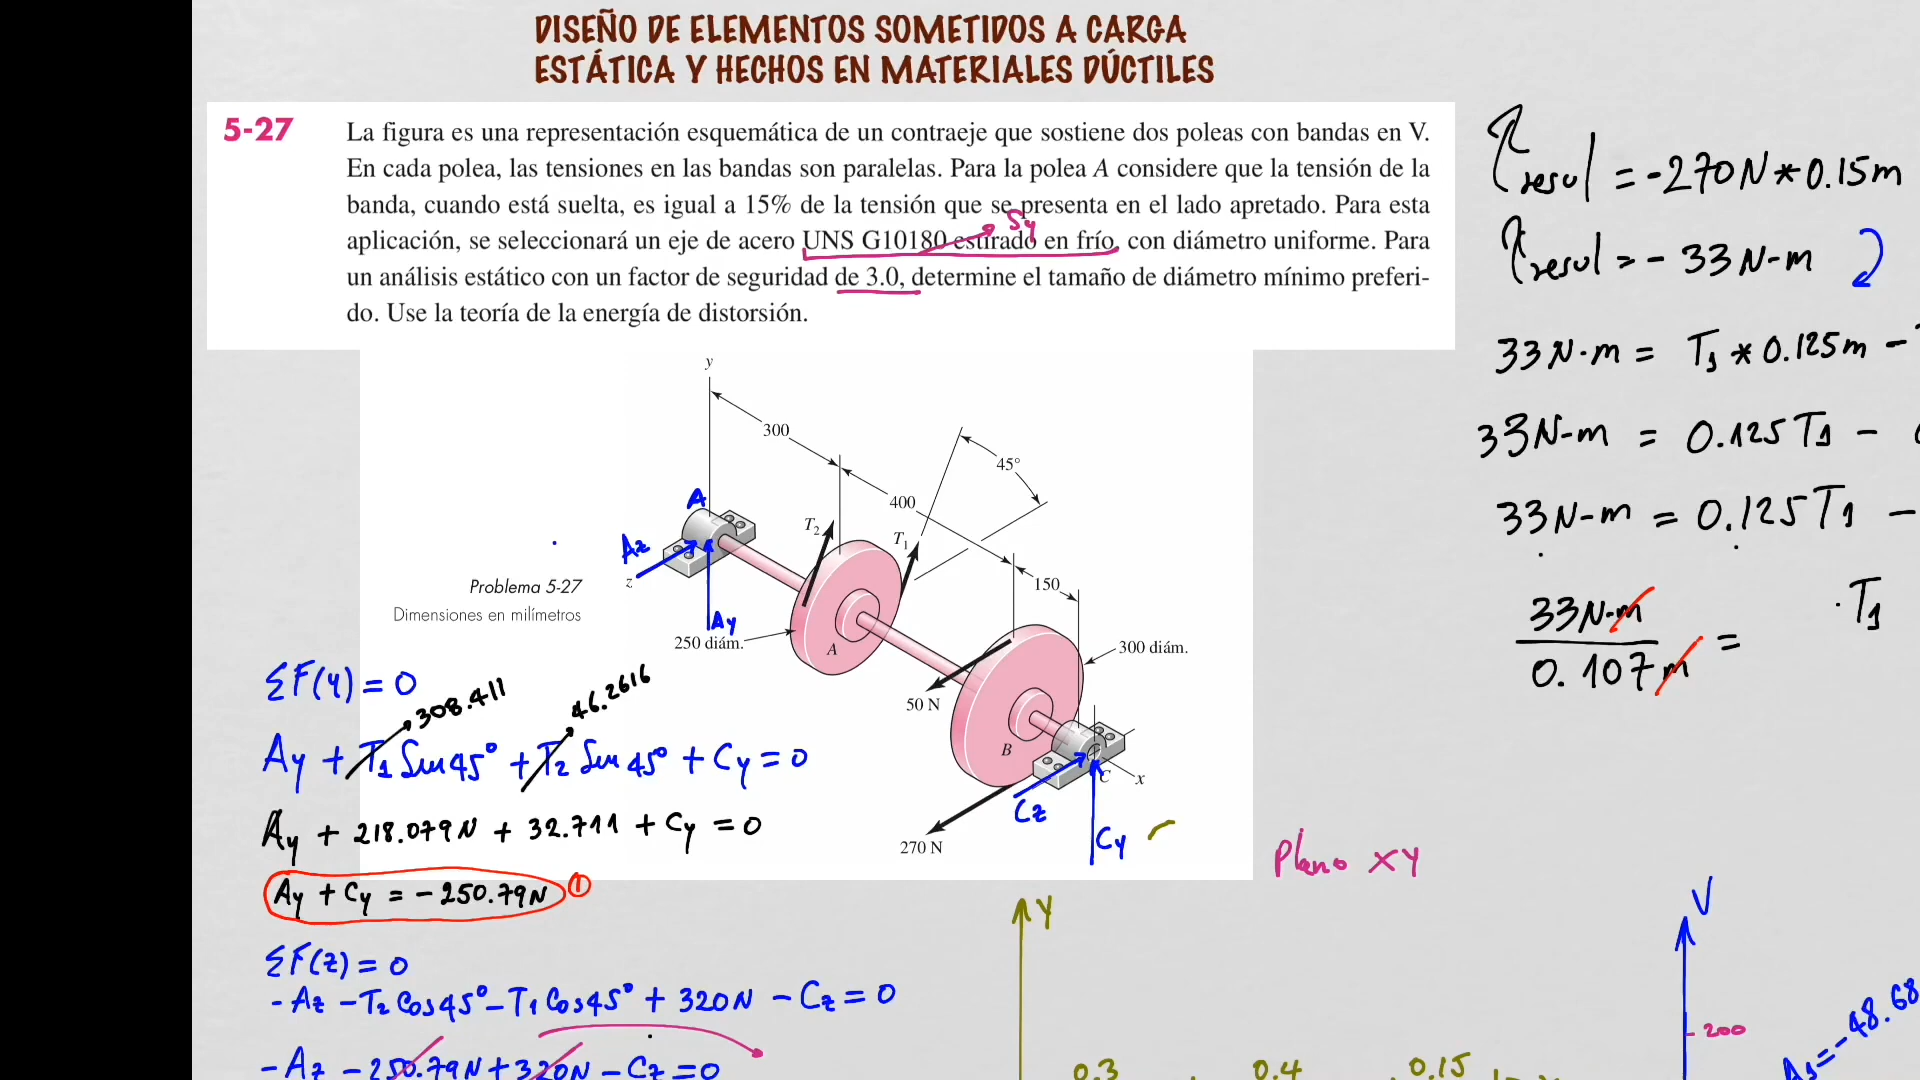 DISEÑO DE ELEMENTOS SOMETIDOS A CARGA
ESTÁTICA Y HECHOS EN MATERIALES DÚCTILES
5-27 La figura es una representación esquemática de un contraeje que sostiene dos poleas con bandas en V.
En cada polea, las tensiones en las bandas son paralelas. Para la polea A considere que la tensión de la
banda, cuando está suelta, es igual a 15% de la tensión que se presenta en el lado apretado. Para esta
Sy
aplicación, se seleccionará un eje de acero UNS G10180 estirado en frío, con diámetro uniforme. Para
un análisis estático con un factor de seguridad de 3.0, determine el tamaño de diámetro mínimo preferi-
do. Use la teoría de la energía de distorsión.
y
300
45°
400
A
T2
T1
Az
z
150
Problema 5-27
Dimensiones en milímetros
Ay
250 diám.
A
300 diám.
50 N
B
C
x
Cz
Cy
270 N
ΣF(y) = 0
308.411
46.2616
Ay + T1 Sen 45° + T2 Sen 45° + Cy = 0
Ay + 218.079N + 32.711 + Cy = 0
Ay + Cy = - 250.79N ①
ΣF(z) = 0
- Az - T2 Cos 45° - T1 Cos 45° + 320N - Cz = 0
- Az - 250.79N + 320N - Cz = 0
resul = -270N * 0.15m
resul = - 33 N-m
33 N·m = T1 * 0.125m -
33N-m = 0.125 T1 -
33N-m = 0.125 T1 -
33N-m
0.107m
=
T1
Plano XY
Y
0.3
0.4
0.15
V
200
= - 48.68